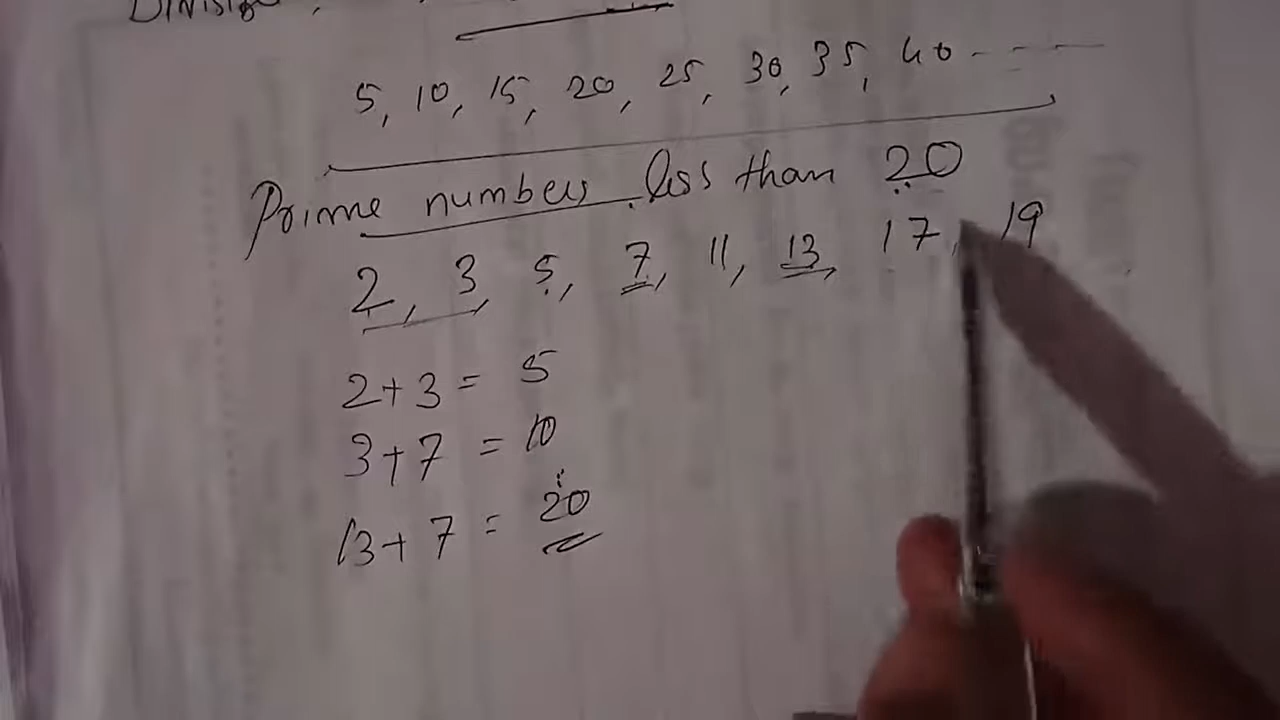 5, 10, 15, 20, 25, 30, 35, 40 - - - -
Prime numbers less than 20
2, 3, 5, 7, 11, 13, 17, 19
2+3 = 5
3+7 = 10
13+7 = 20